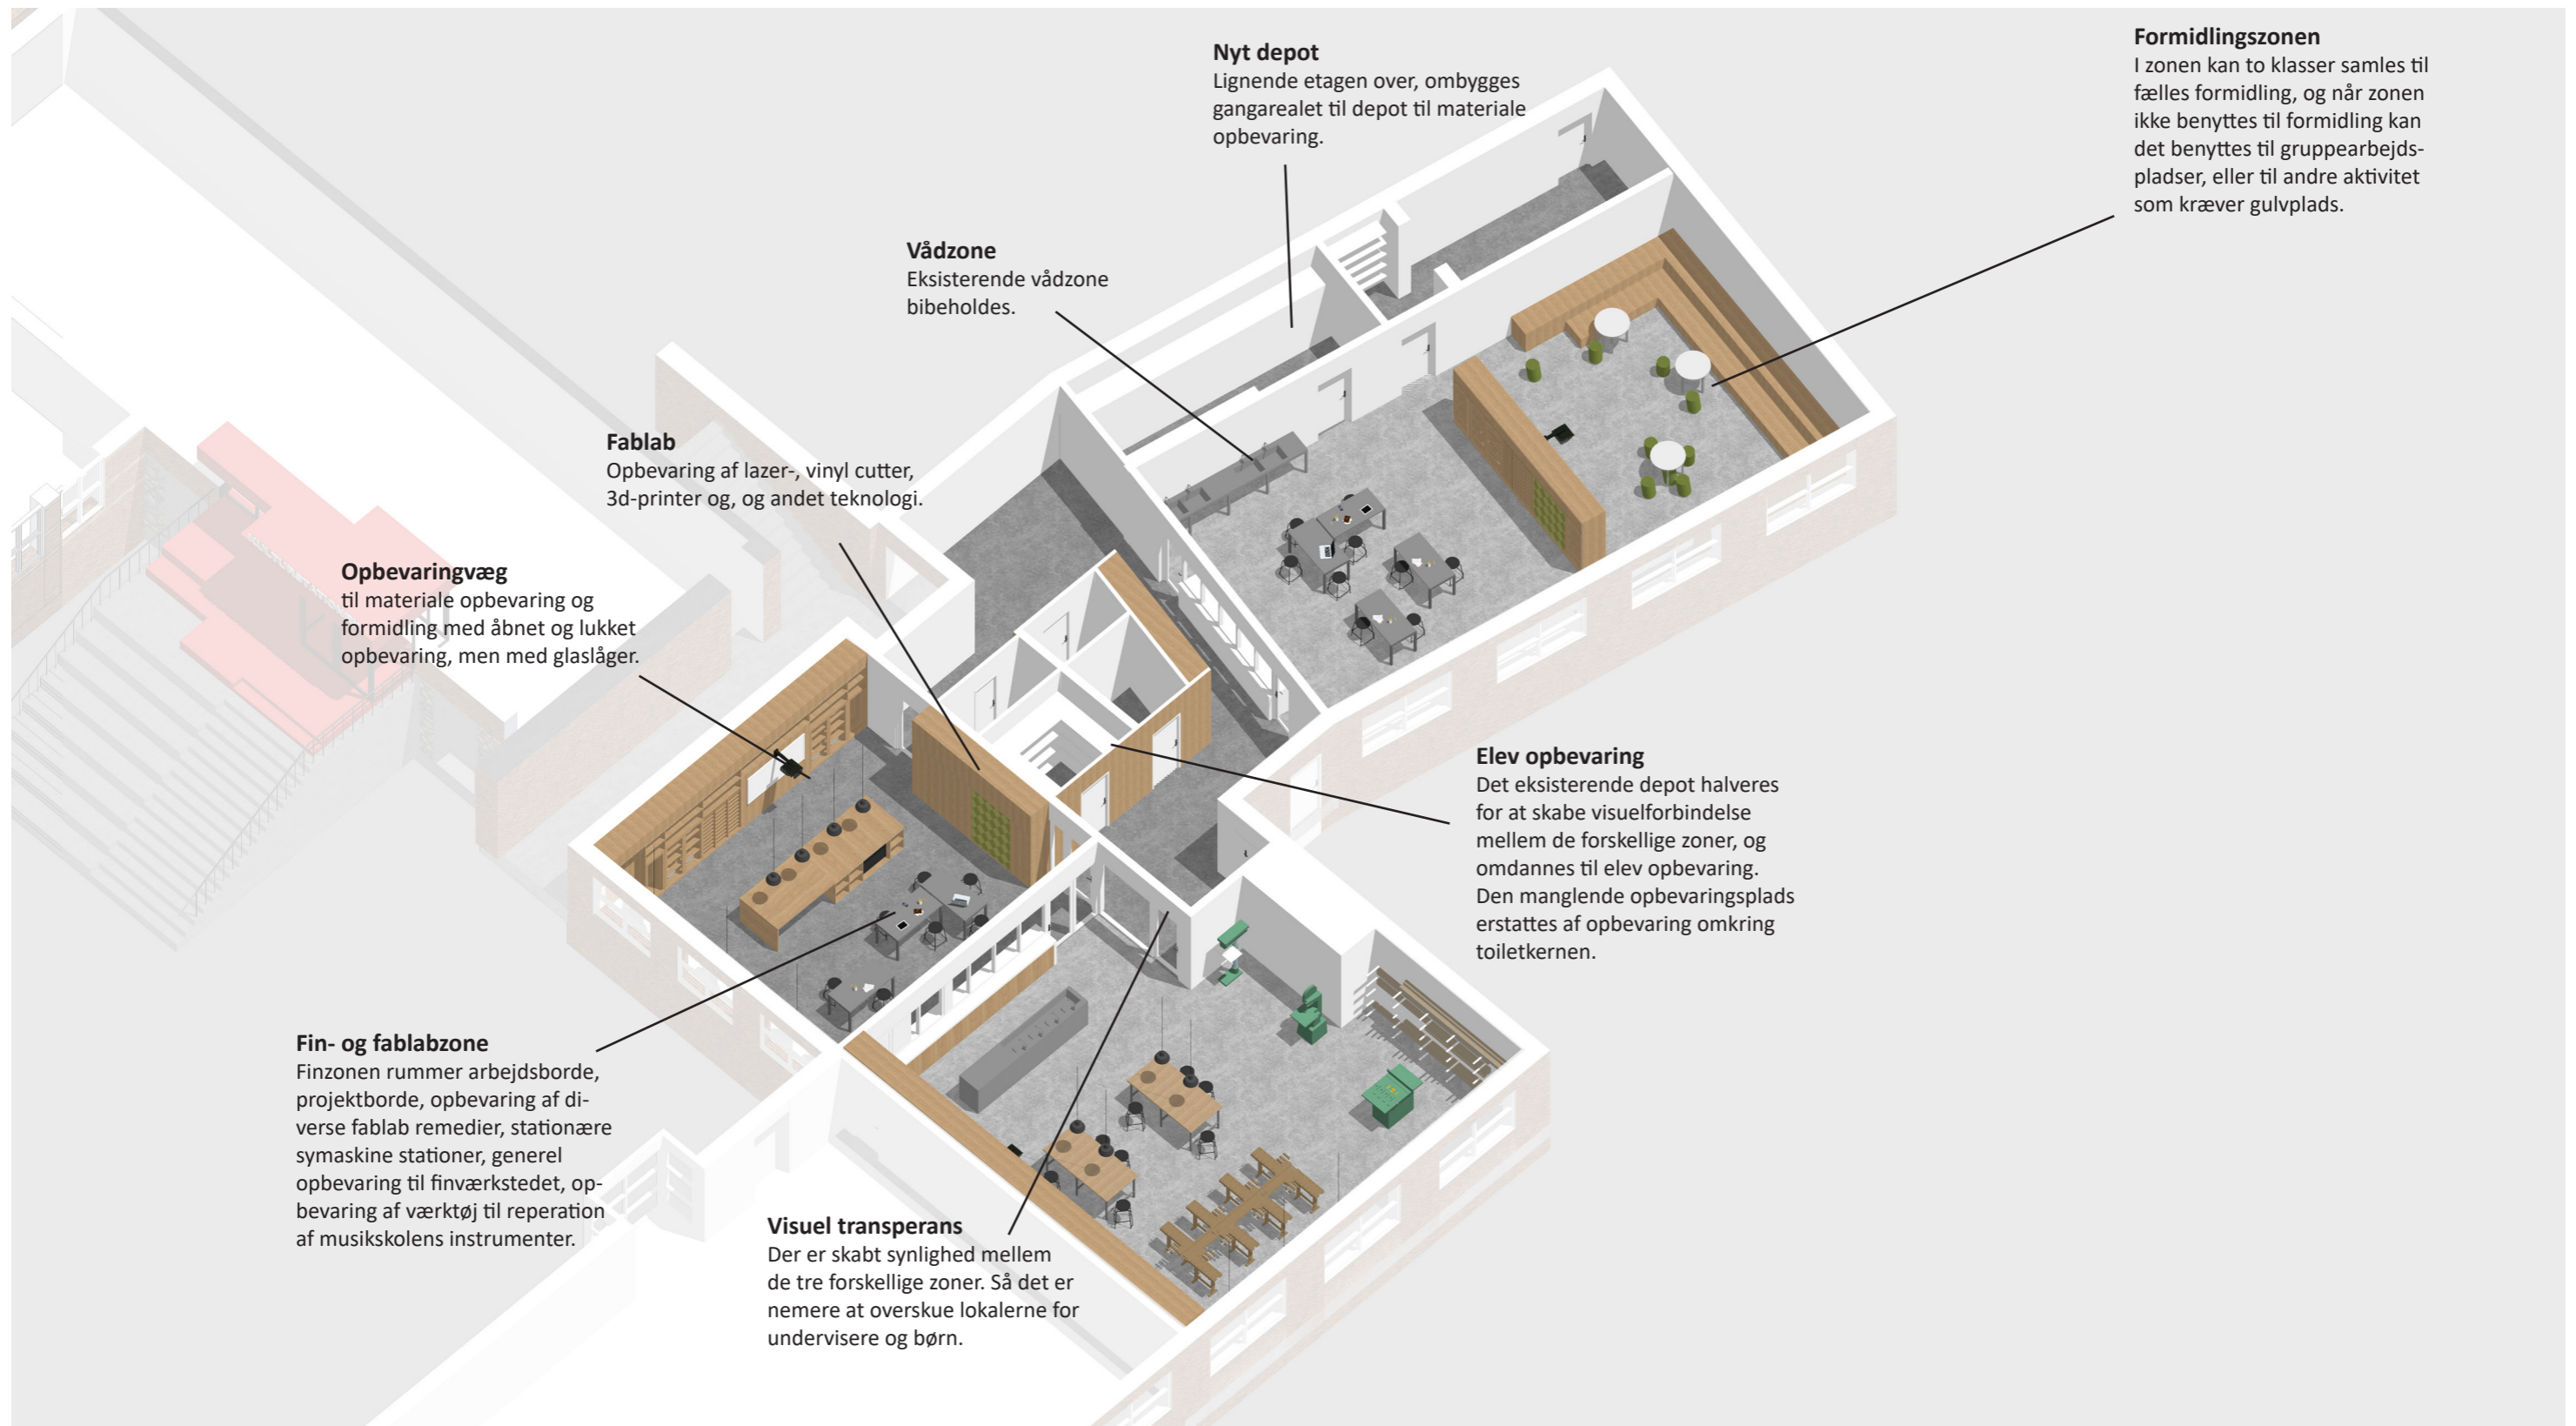 Nyt depot
Lignende etagen over, ombygges
gangarealet til depot til materiale
opbevaring.
Formidlingszonen
I zonen kan to klasser samles til
fælles formidling, og når zonen
ikke benyttes til formidling kan
det benyttes til gruppearbejds-
pladser, eller til andre aktivitet
som kræver gulvplads.
Vådzone
Eksisterende vådzone
bibeholdes.
Fablab
Opbevaring af lazer-, vinyl cutter,
3d-printer og, og andet teknologi.
Opbevaringvæg
til materiale opbevaring og
formidling med åbnet og lukket
opbevaring, men med glaslåger.
Elev opbevaring
Det eksisterende depot halveres
for at skabe visuelforbindelse
mellem de forskellige zoner, og
omdannes til elev opbevaring.
Den manglende opbevaringsplads
erstattes af opbevaring omkring
toiletkernen.
Fin- og fablabzone
Finzonen rummer arbejdsborde,
projektborde, opbevaring af di-
verse fablab remedier, stationære
symaskine stationer, generel
opbevaring til finværkstedet, op-
bevaring af værktøj til reperation
af musikskolens instrumenter.
Visuel transperans
Der er skabt synlighed mellem
de tre forskellige zoner. Så det er
nemere at overskue lokalerne for
undervisere og børn.